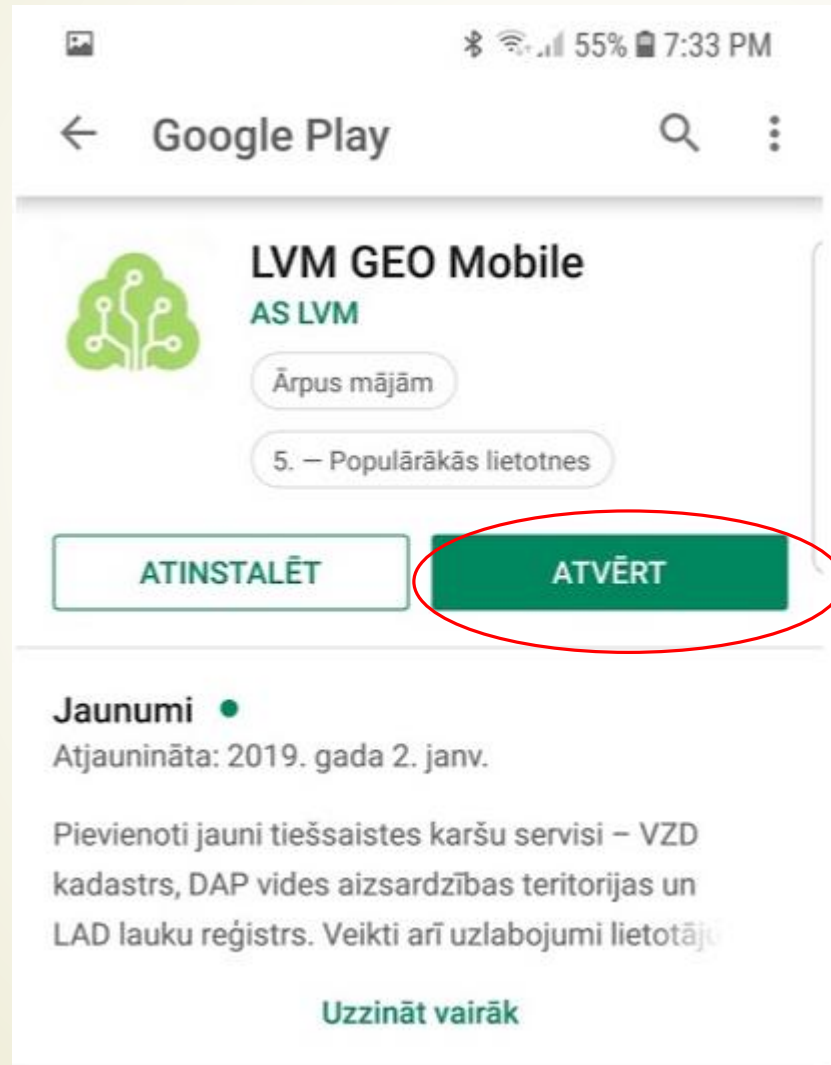 55% 7:33 PM
Google Play
LVM GEO Mobile
AS LVM
Ārpus mājām
5. – Populārākās lietotnes
ATINSTALĒT
ATVĒRT
Jaunumi
Atjaunināta: 2019. gada 2. janv.
Pievienoti jauni tiešsaistes karšu servisi – VZD
kadastrs, DAP vides aizsardzības teritorijas un
LAD lauku reģistrs. Veikti arī uzlabojumi
Uzzināt vairāk